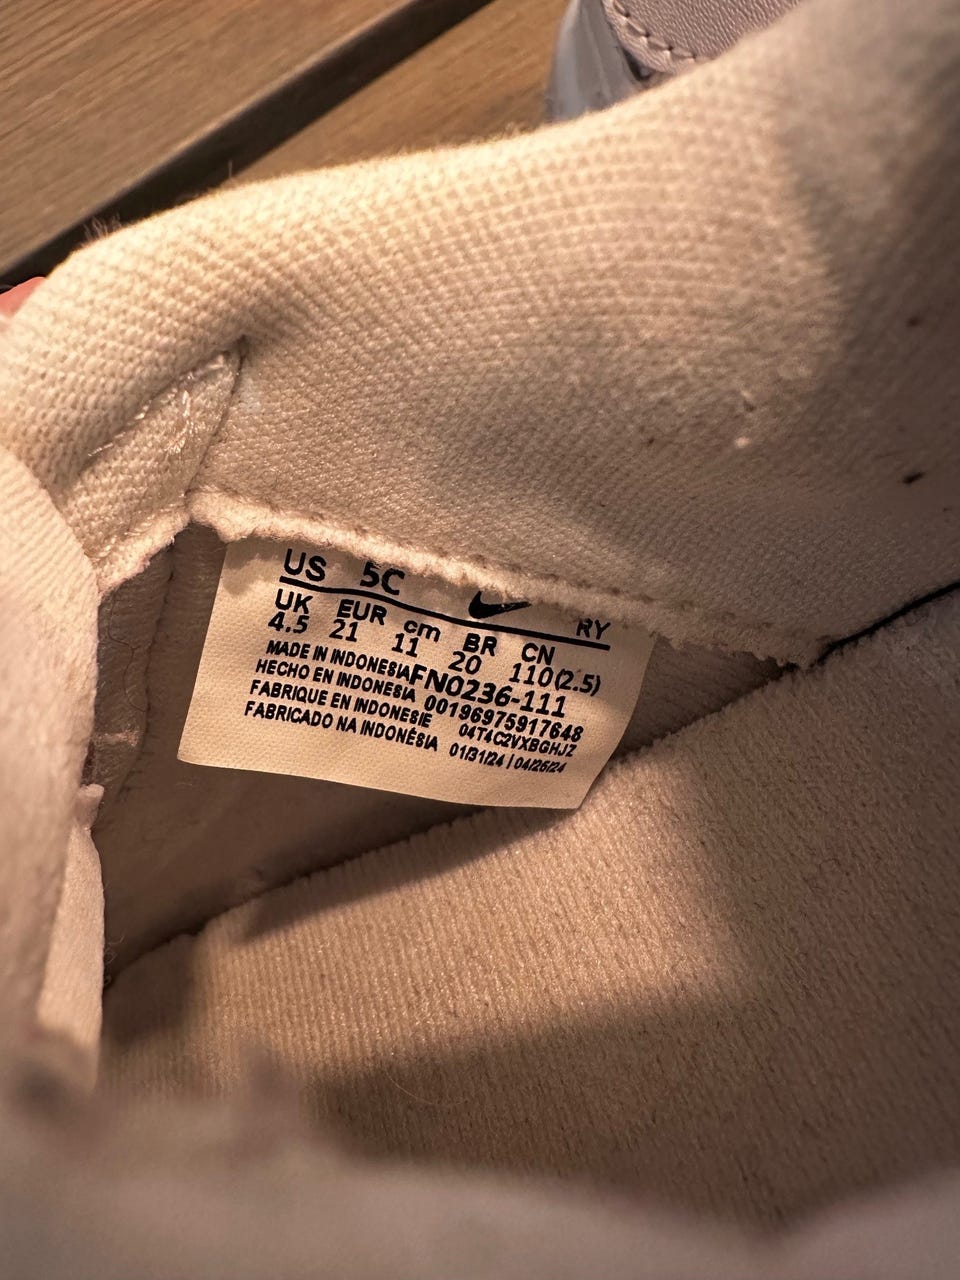 US 5C RY
UK EUR cm BR CN
4.5 21 11 20 110(2.5)
MADE IN INDONESIA FN0236-111
HECHO EN INDONESIA 00196975917648
FABRIQUE EN INDONESIE 04T4C2VXBGHJZ
FABRICADO NA INDONÉSIA 01/31/24 | 04/26/24